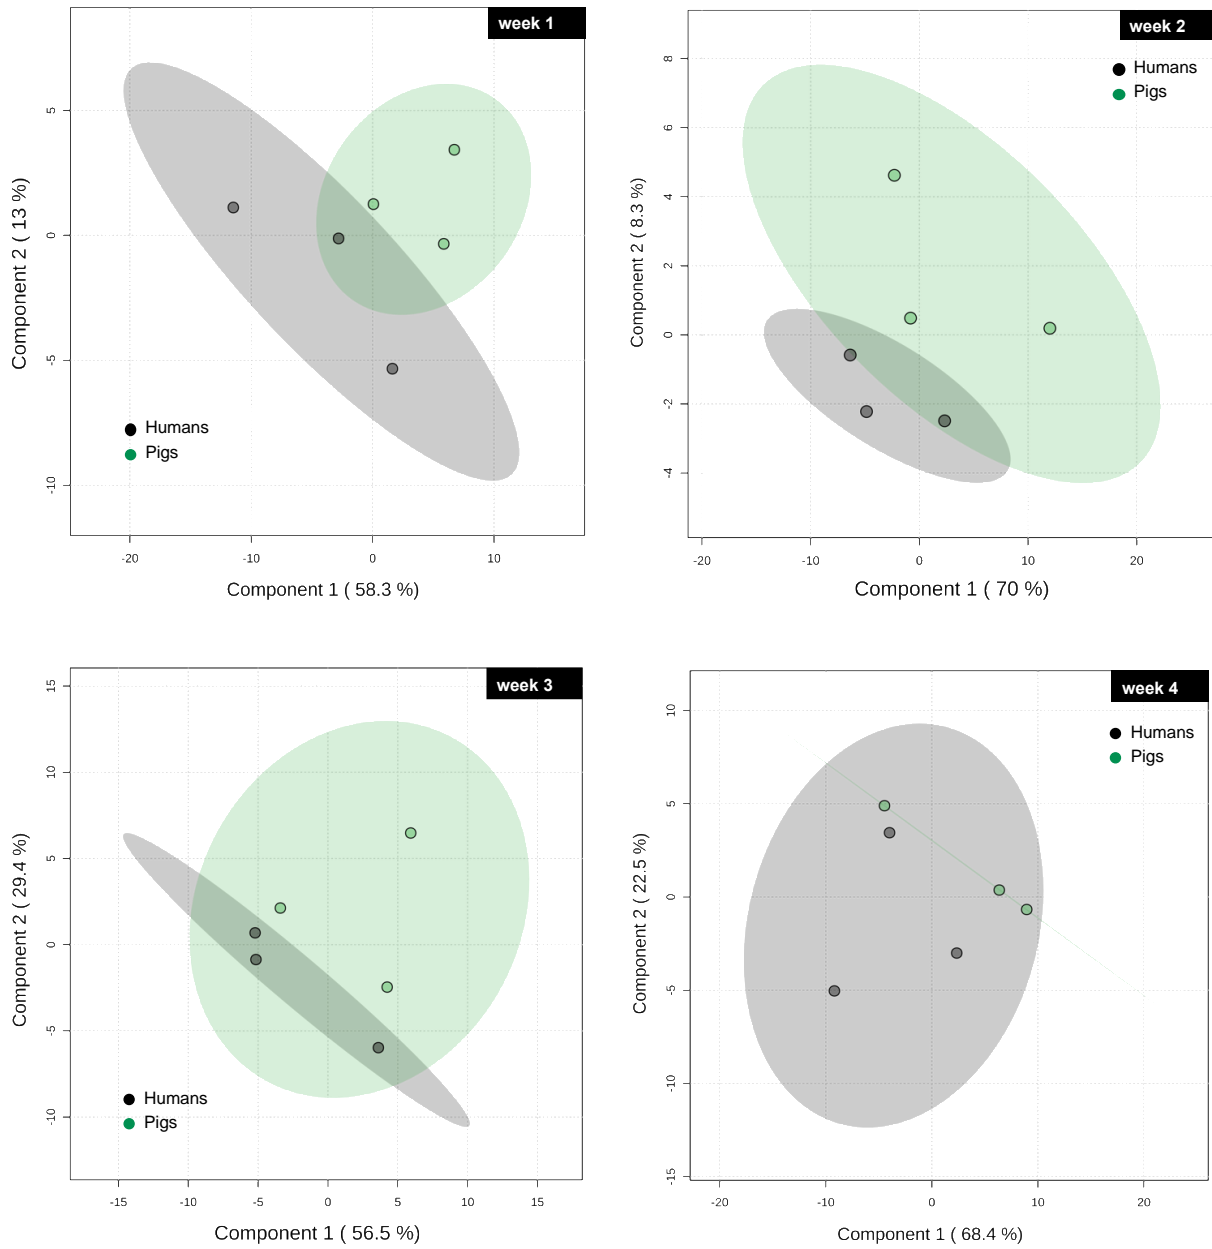 week 1
5
0
-5
-10
Component 2 ( 13 %)
Humans
Pigs
-20
-10
0
10
Component 1 ( 58.3 %)
week 2
Humans
Pigs
8
6
4
2
0
-2
-4
Component 2 ( 8.3 %)
-20
-10
0
10
20
Component 1 ( 70 %)
week 3
15
10
5
0
-5
-10
Component 2 ( 29.4 %)
Humans
Pigs
-15
-10
-5
0
5
10
15
Component 1 ( 56.5 %)
week 4
Humans
Pigs
10
5
0
-5
-10
-15
Component 2 ( 22.5 %)
-20
-10
0
10
20
Component 1 ( 68.4 %)